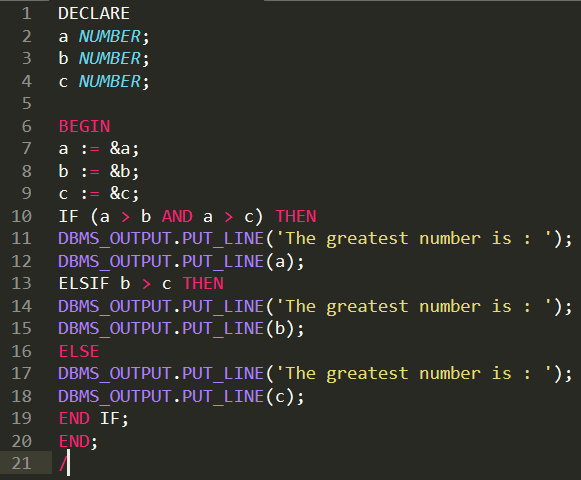 1 DECLARE
2 a NUMBER;
3 b NUMBER;
4 c NUMBER;
5
6 BEGIN
7 a := &a;
8 b := &b;
9 c := &c;
10 IF (a > b AND a > c) THEN
11 DBMS_OUTPUT.PUT_LINE('The greatest number is : ');
12 DBMS_OUTPUT.PUT_LINE(a);
13 ELSIF b > c THEN
14 DBMS_OUTPUT.PUT_LINE('The greatest number is : ');
15 DBMS_OUTPUT.PUT_LINE(b);
16 ELSE
17 DBMS_OUTPUT.PUT_LINE('The greatest number is : ');
18 DBMS_OUTPUT.PUT_LINE(c);
19 END IF;
20 END;
21 /